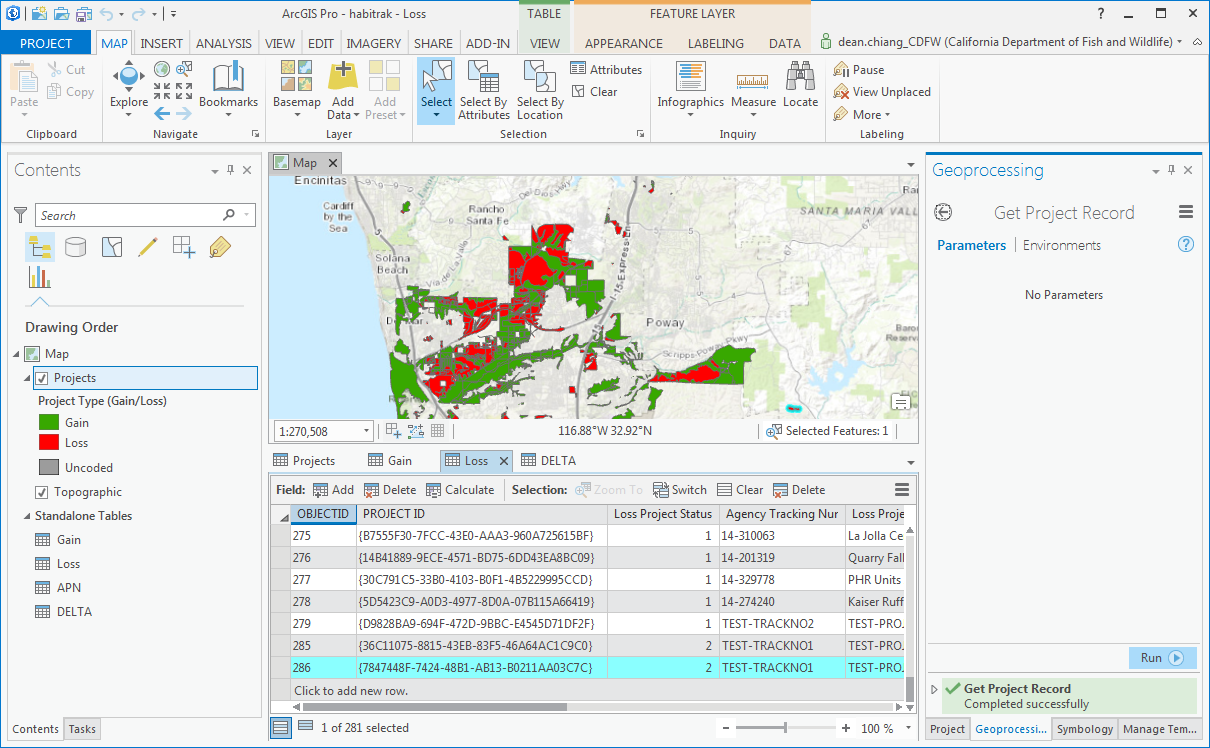 ArcGIS Pro - habitrak - Loss
TABLE
FEATURE LAYER
?
PROJECT
MAP
INSERT
ANALYSIS
VIEW
EDIT
IMAGERY
SHARE
ADD-IN
VIEW
APPEARANCE
LABELING
DATA
dean.chiang_CDFW (California Department of Fish and Wildlife)
Paste
Cut
Copy
Clipboard
Explore
Bookmarks
Navigate
Basemap
Add Data
Add Preset
Layer
Select
Select By Attributes
Select By Location
Attributes
Clear
Selection
Infographics
Measure
Locate
Inquiry
Pause
View Unplaced
More
Labeling
Contents
Search
Drawing Order
Map
Projects
Project Type (Gain/Loss)
Gain
Loss
Uncoded
Topographic
Standalone Tables
Gain
Loss
APN
DELTA
Contents
Tasks
Map
Encinitas
Cardiff
by the
Sea
Rancho
Santa Fe
Del Dios Hwy
Solana
Beach
Via de La Valle
I-15 Express
SANTA MARIA VALL
67
Poway
Scripps-Poway Pkwy
1:270,508
116.88°W 32.92°N
Selected Features: 1
Projects
Gain
Loss
DELTA
Field:
Add
Delete
Calculate
Selection:
Zoom To
Switch
Clear
Delete
OBJECTID PROJECT ID Loss Project Status Agency Tracking Nur Loss Proje
275 {B7555F30-7FCC-43E0-AAA3-960A725615BF} 1 14-310063 La Jolla Ce
276 {14B41889-9ECE-4571-BD75-6DD43EA8BC09} 1 14-201319 Quarry Fall
277 {30C791C5-33B0-4103-B0F1-4B5229995CCD} 1 14-329778 PHR Units
278 {5D5423C9-A0D3-4977-8D0A-07B115A66419} 1 14-274240 Kaiser Ruff
279 {D9828BA9-694F-472D-9BBC-E4545D71DF2F} 1 TEST-TRACKNO2 TEST-PRO.
285 {36C11075-8815-43EB-83F5-46A64AC1C9C0} 2 TEST-TRACKNO1 TEST-PRO.
286 {7847448F-7424-48B1-AB13-B0211AA03C7C} 2 TEST-TRACKNO1 TEST-PRO.
Click to add new row.
1 of 281 selected
100 %
Geoprocessing
Get Project Record
Parameters
Environments
?
No Parameters
Run
Get Project Record
Completed successfully
Project
Geoprocessi...
Symbology
Manage Tem...